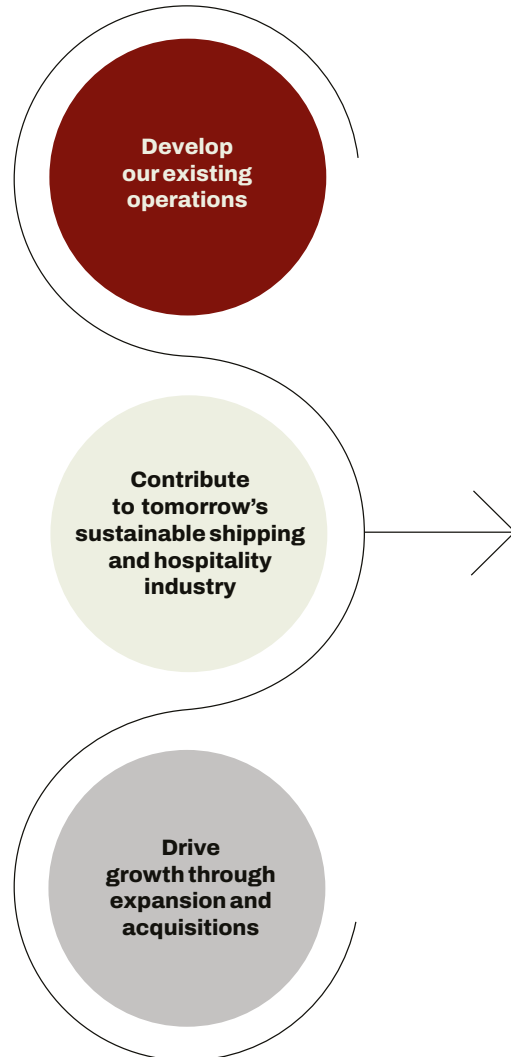 Develop
our existing
operations
Contribute
to tomorrow’s
sustainable shipping
and hospitality
industry
Drive
growth through
expansion and
acquisitions